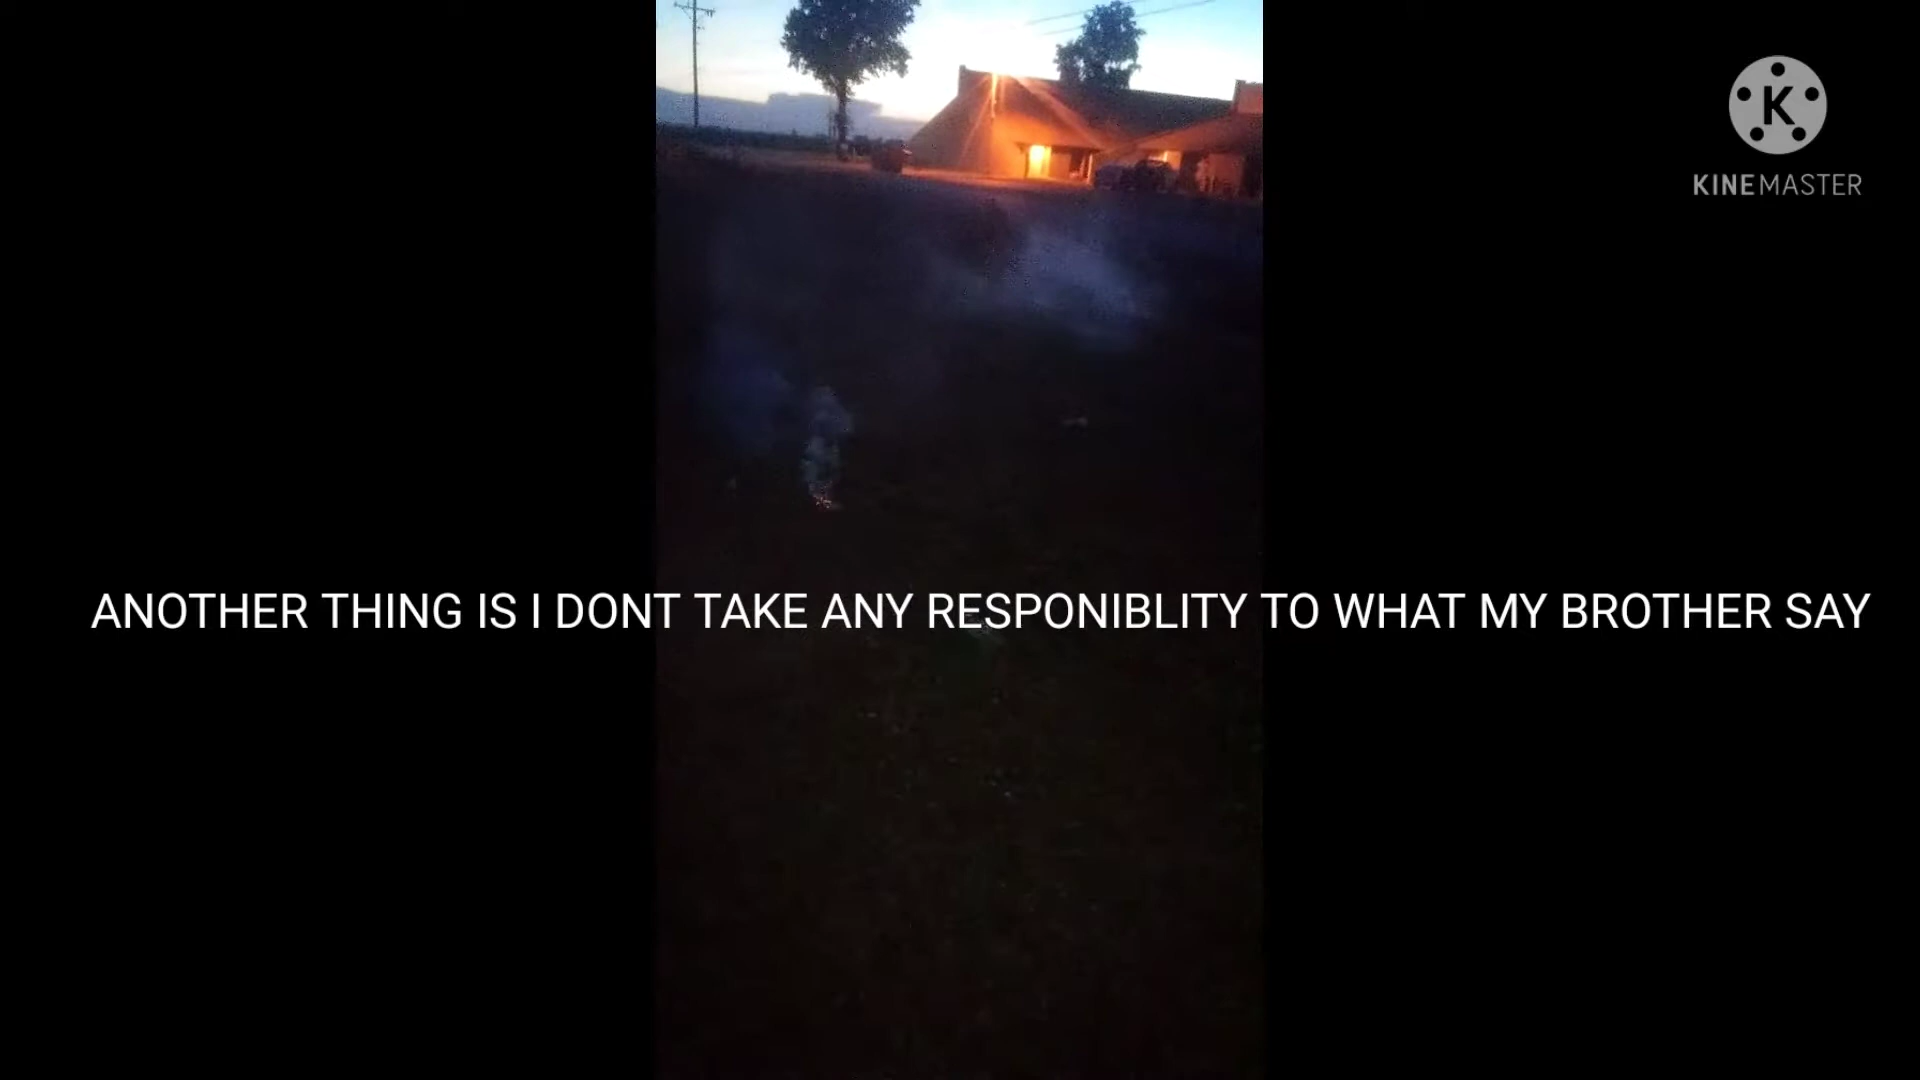 K
KINEMASTER
ANOTHER THING IS I DONT TAKE ANY RESPONIBLITY TO WHAT MY BROTHER SAY